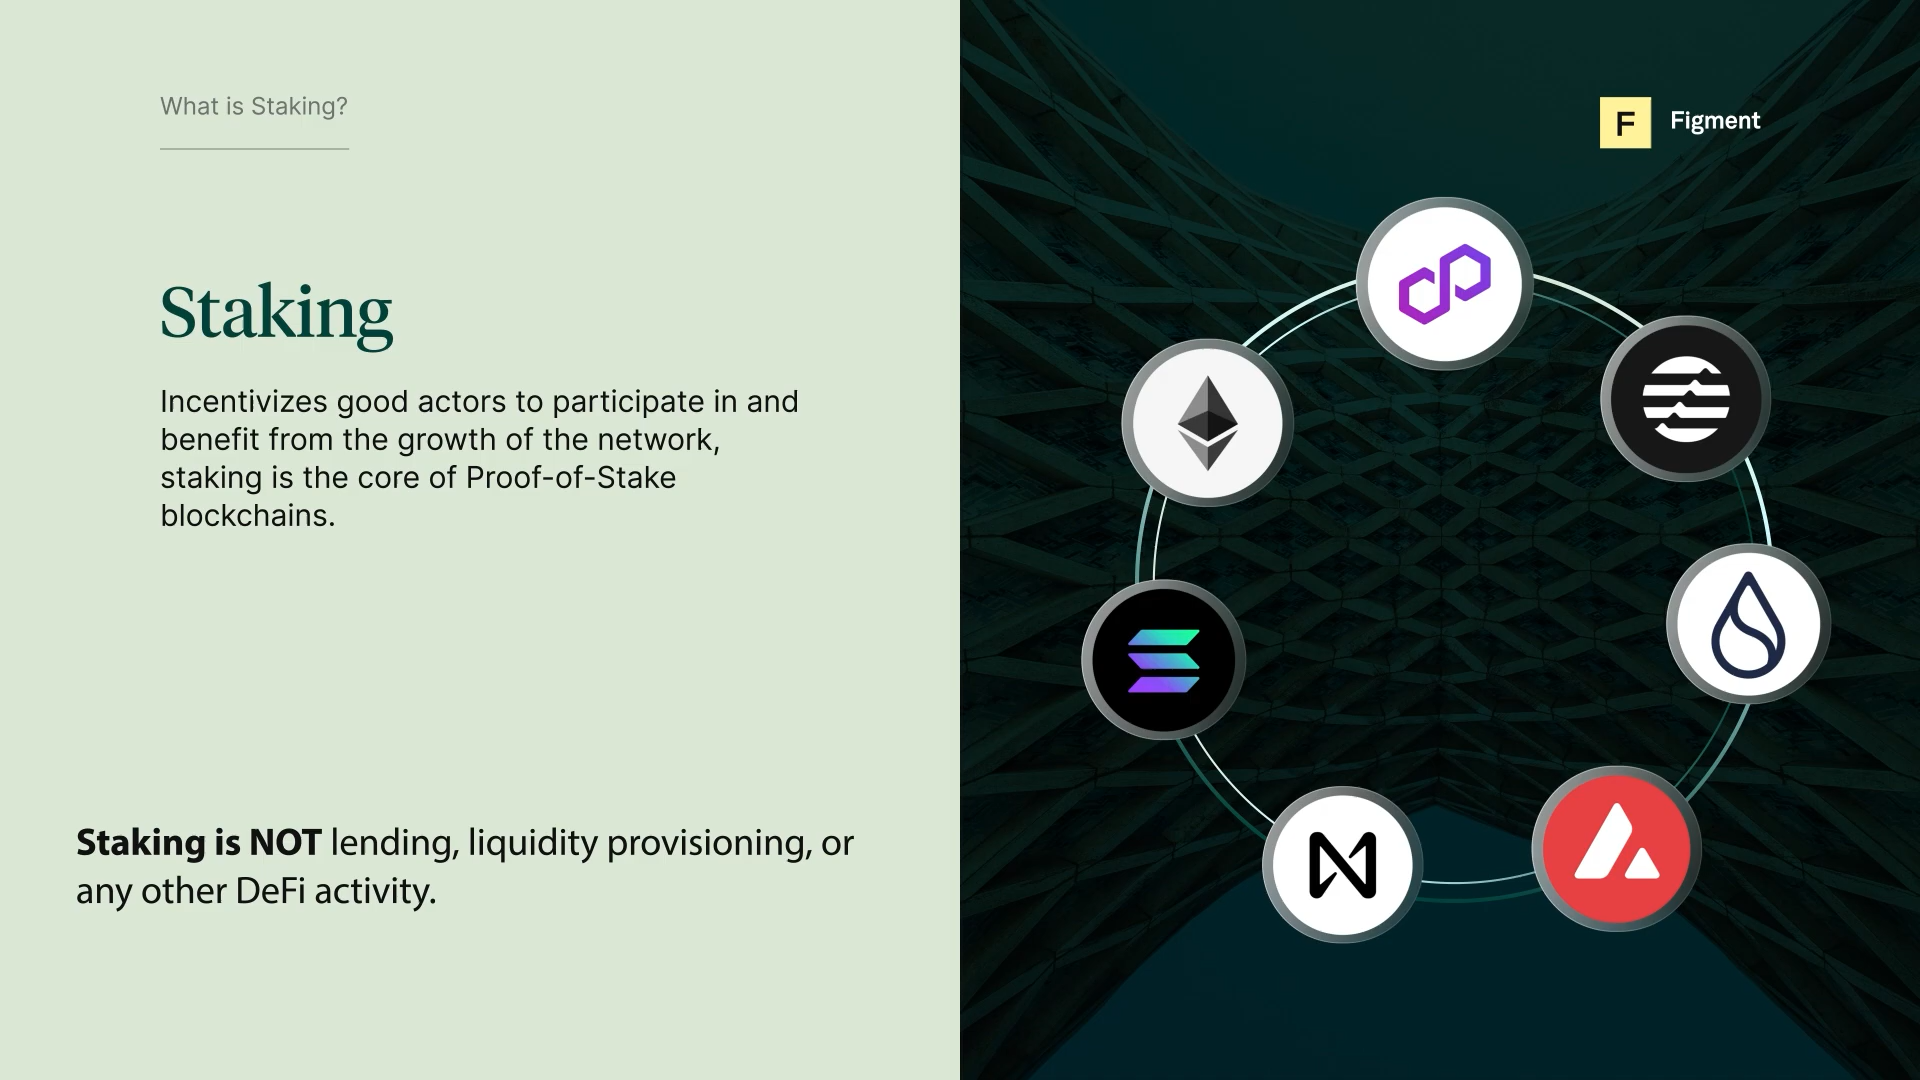 What is Staking?
F Figment
Staking
Incentivizes good actors to participate in and
benefit from the growth of the network,
staking is the core of Proof-of-Stake
blockchains.
Staking is NOT lending, liquidity provisioning, or
any other DeFi activity.